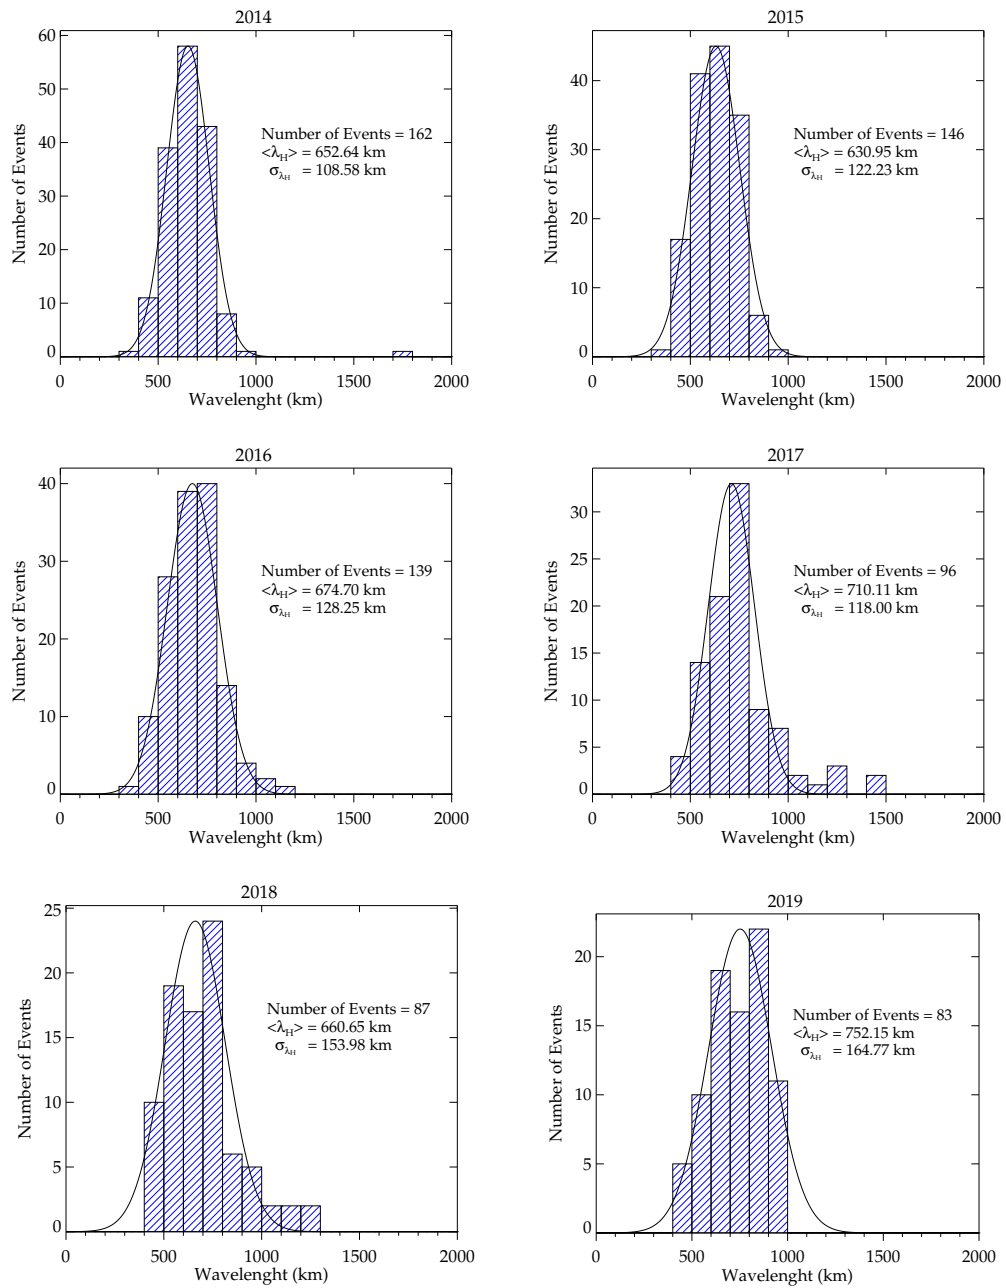 2014
60
50
40
30
20
10
0
Number of Events
Number of Events = 162
<λH> = 652.64 km
σλH = 108.58 km
0 500 1000 1500 2000
Wavelenght (km)
2015
40
30
20
10
0
Number of Events
Number of Events = 146
<λH> = 630.95 km
σλH = 122.23 km
0 500 1000 1500 2000
Wavelenght (km)
2016
40
30
20
10
0
Number of Events
Number of Events = 139
<λH> = 674.70 km
σλH = 128.25 km
0 500 1000 1500 2000
Wavelenght (km)
2017
30
25
20
15
10
5
0
Number of Events
Number of Events = 96
<λH> = 710.11 km
σλH = 118.00 km
0 500 1000 1500 2000
Wavelenght (km)
2018
25
20
15
10
5
0
Number of Events
Number of Events = 87
<λH> = 660.65 km
σλH = 153.98 km
0 500 1000 1500 2000
Wavelenght (km)
2019
20
15
10
5
0
Number of Events
Number of Events = 83
<λH> = 752.15 km
σλH = 164.77 km
0 500 1000 1500 2000
Wavelenght (km)